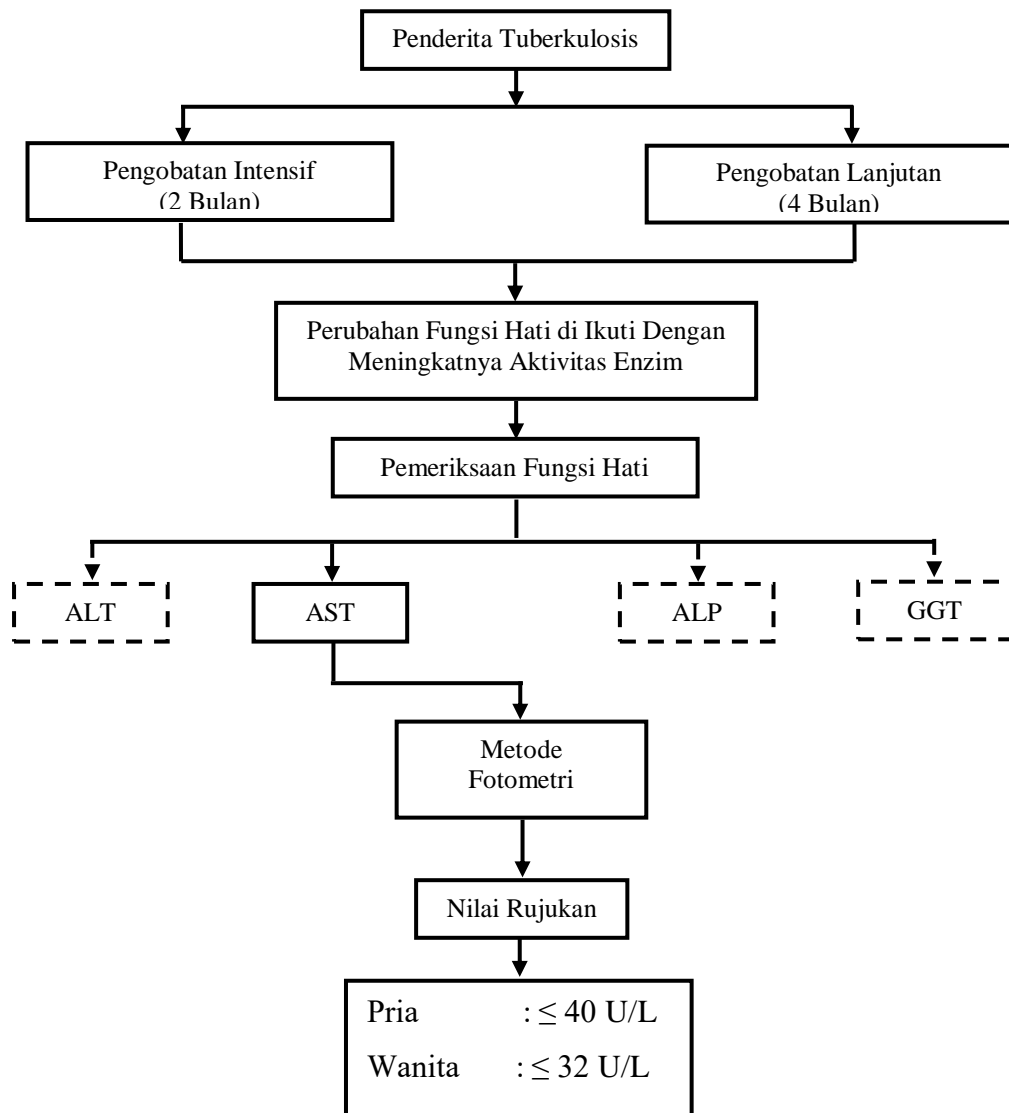 Penderita Tuberkulosis
Pengobatan Intensif
(2 Bulan)
Pengobatan Lanjutan
(4 Bulan)
Perubahan Fungsi Hati di Ikuti Dengan
Meningkatnya Aktivitas Enzim
Pemeriksaan Fungsi Hati
ALT
AST
ALP
GGT
Metode
Fotometri
Nilai Rujukan
Pria : ≤ 40 U/L
Wanita : ≤ 32 U/L